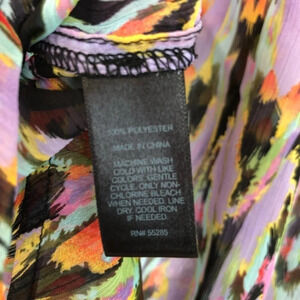 100% POLYESTER
MADE IN CHINA
MACHINE WASH
COLD WITH LIKE
COLORS, GENTLE
CYCLE. ONLY NON-
CHLORINE BLEACH
WHEN NEEDED. LINE
DRY. COOL IRON
IF NEEDED.
RN# 55285